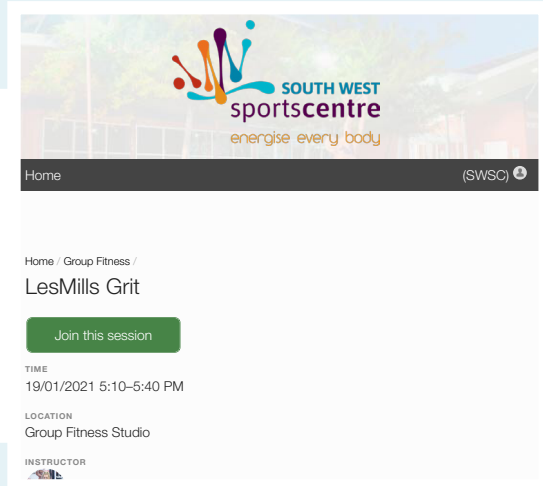 SOUTH WEST
sportscentre
energise every body
Home (SWSC)
Home / Group Fitness /
LesMills Grit
Join this session
TIME
19/01/2021 5:10–5:40 PM
LOCATION
Group Fitness Studio
INSTRUCTOR